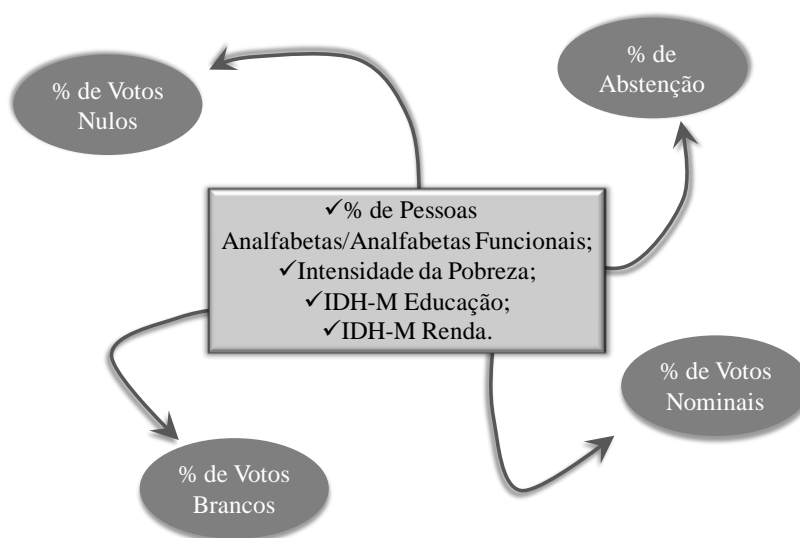 % de Votos
Nulos
% de
Abstenção
✓% de Pessoas
Analfabetas/Analfabetas Funcionais;
✓Intensidade da Pobreza;
✓IDH-M Educação;
✓IDH-M Renda.
% de Votos
Nominais
% de Votos
Brancos